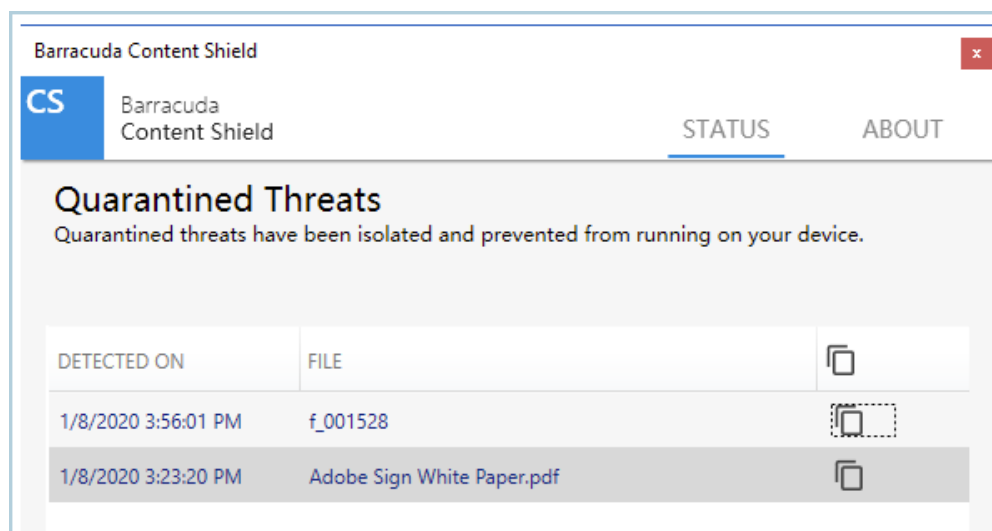 Barracuda Content Shield
x
CS
Barracuda
Content Shield
STATUS ABOUT
Quarantined Threats
Quarantined threats have been isolated and prevented from running on your device.
DETECTED ON FILE
1/8/2020 3:56:01 PM f_001528
1/8/2020 3:23:20 PM Adobe Sign White Paper.pdf